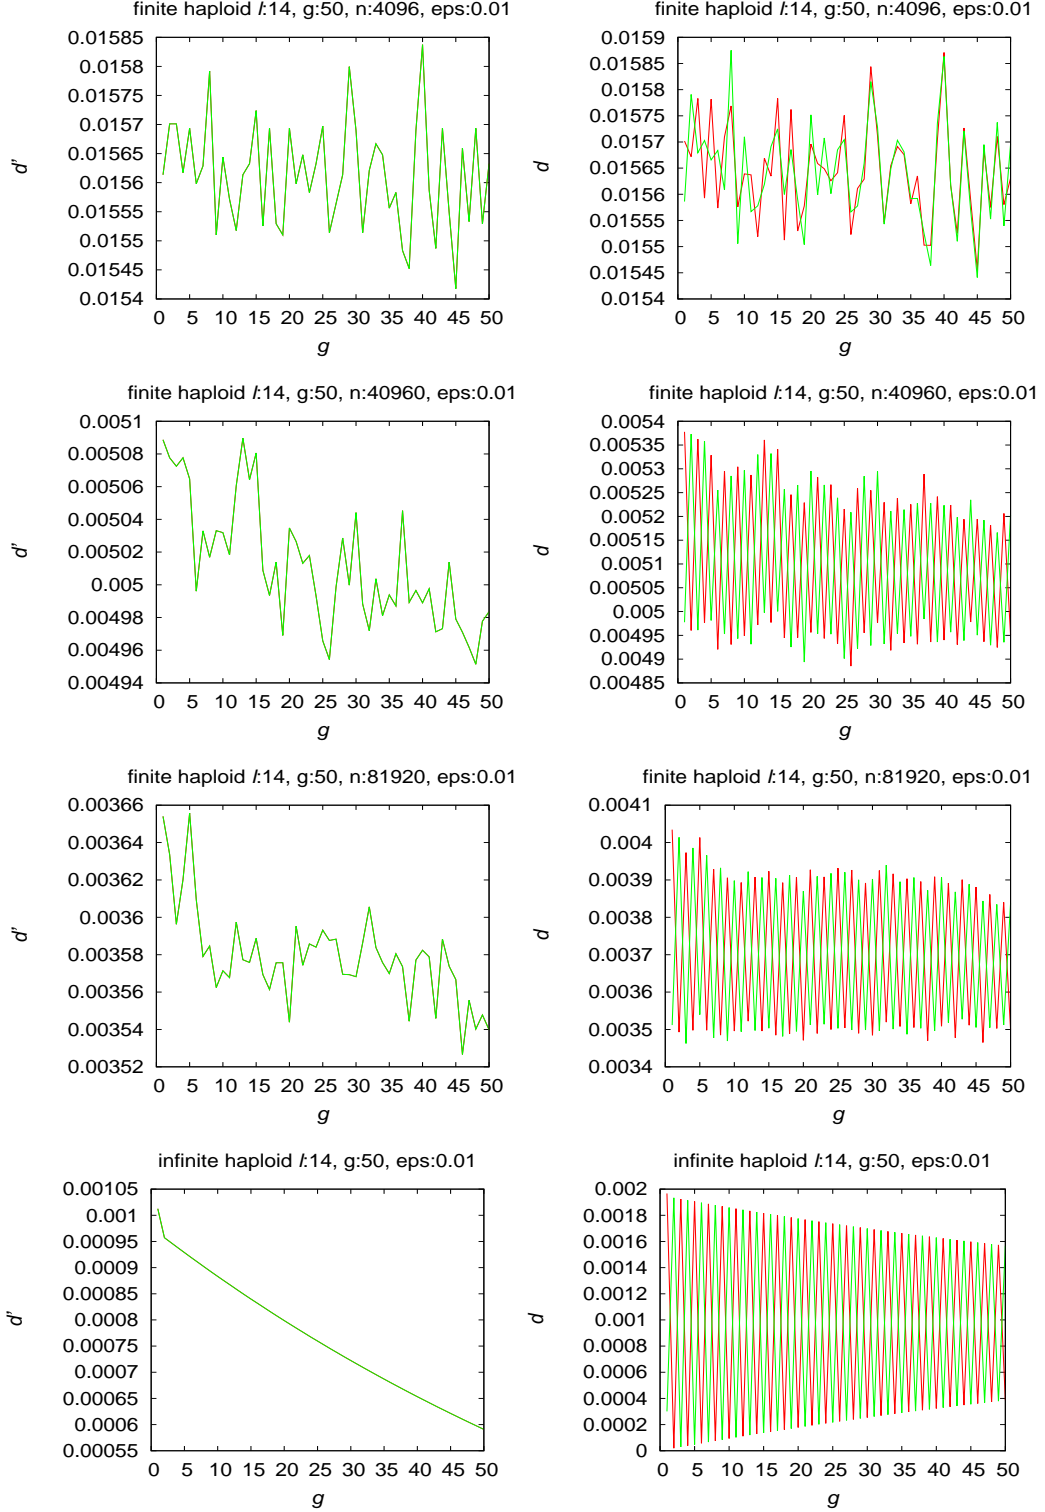 finite haploid l:14, g:50, n:4096, eps:0.01
0.01585
0.0158
0.01575
0.0157
0.01565
0.0156
0.01555
0.0155
0.01545
0.0154
d'
0 5 10 15 20 25 30 35 40 45 50
g
finite haploid l:14, g:50, n:4096, eps:0.01
0.0159
0.01585
0.0158
0.01575
0.0157
0.01565
0.0156
0.01555
0.0155
0.01545
0.0154
d
0 5 10 15 20 25 30 35 40 45 50
g
finite haploid l:14, g:50, n:40960, eps:0.01
0.0051
0.00508
0.00506
0.00504
0.00502
0.005
0.00498
0.00496
0.00494
d'
0 5 10 15 20 25 30 35 40 45 50
g
finite haploid l:14, g:50, n:40960, eps:0.01
0.0054
0.00535
0.0053
0.00525
0.0052
0.00515
0.0051
0.00505
0.005
0.00495
0.0049
0.00485
d
0 5 10 15 20 25 30 35 40 45 50
g
finite haploid l:14, g:50, n:81920, eps:0.01
0.00366
0.00364
0.00362
0.0036
0.00358
0.00356
0.00354
0.00352
d'
0 5 10 15 20 25 30 35 40 45 50
g
finite haploid l:14, g:50, n:81920, eps:0.01
0.0041
0.004
0.0039
0.0038
0.0037
0.0036
0.0035
0.0034
d
0 5 10 15 20 25 30 35 40 45 50
g
infinite haploid l:14, g:50, eps:0.01
0.00105
0.001
0.00095
0.0009
0.00085
0.0008
0.00075
0.0007
0.00065
0.0006
0.00055
d'
0 5 10 15 20 25 30 35 40 45 50
g
infinite haploid l:14, g:50, eps:0.01
0.002
0.0018
0.0016
0.0014
0.0012
0.001
0.0008
0.0006
0.0004
0.0002
0
d
0 5 10 15 20 25 30 35 40 45 50
g